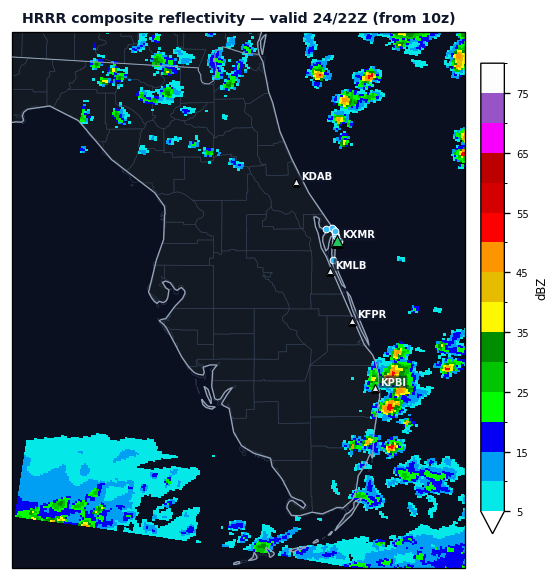 HRRR composite reflectivity — valid 24/22Z (from 10z)
KDAB
KXMR
KMLB
KFPR
KPBI
75
65
55
45
35
25
15
5
dBZ